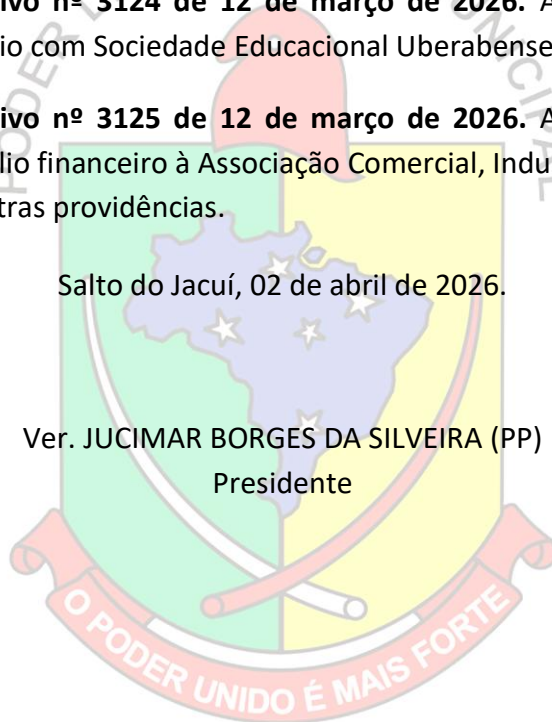 ivo nº 3124 de 12 de março de 2026. A
io com Sociedade Educacional Uberabense
ivo nº 3125 de 12 de março de 2026. A
lio financeiro à Associação Comercial, Indu
tras providências.
Salto do Jacuí, 02 de abril de 2026.
Ver. JUCIMAR BORGES DA SILVEIRA (PP)
Presidente
PODER
UNICIPAL
O PODER UNIDO É MAIS FORTE